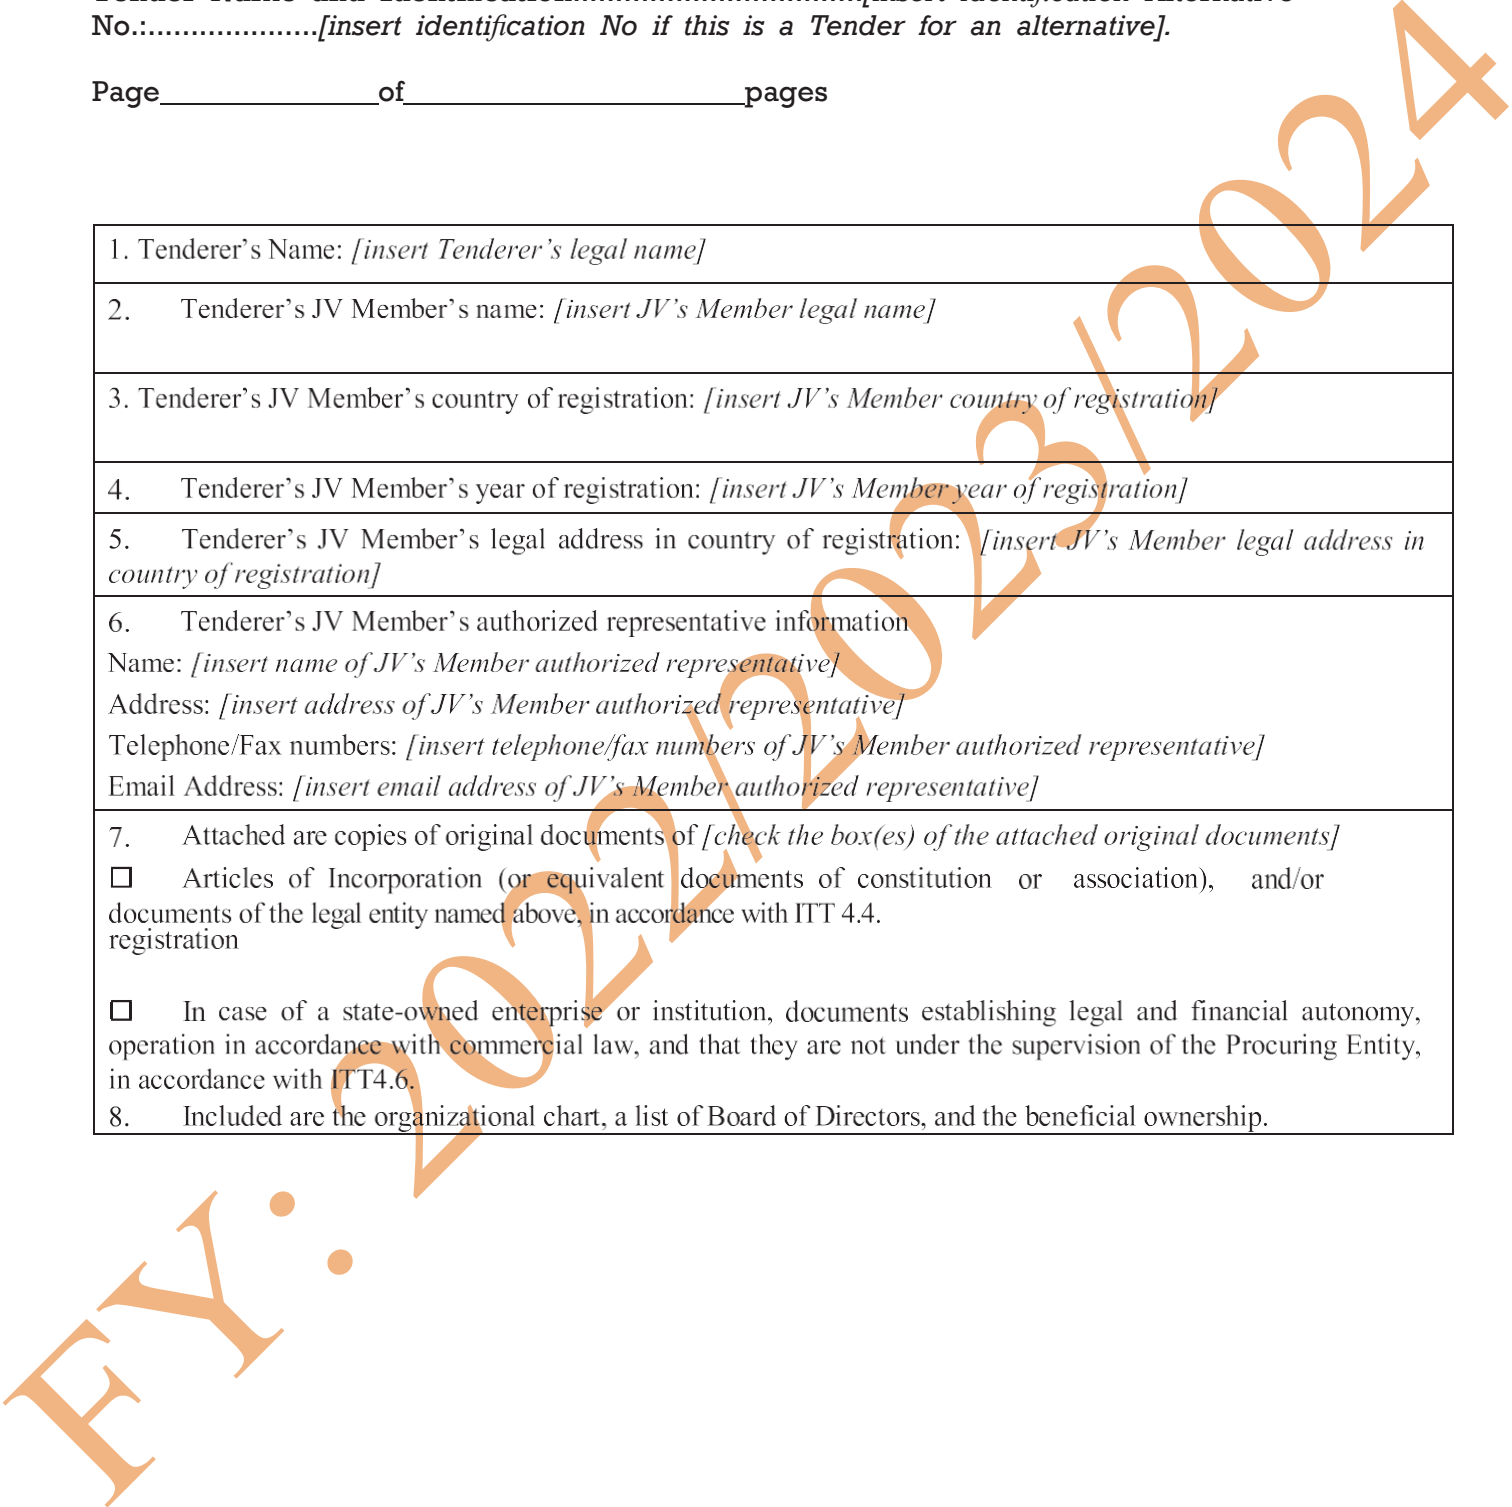 Tender Name and Identification:...............................[insert identification Alternative
No.:....................[insert identification No if this is a Tender for an alternative].
Page______________of______________________pages
1. Tenderer’s Name: [insert Tenderer’s legal name]
2. Tenderer’s JV Member’s name: [insert JV’s Member legal name]
3. Tenderer’s JV Member’s country of registration: [insert JV’s Member country of registration]
4. Tenderer’s JV Member’s year of registration: [insert JV’s Member year of registration]
5. Tenderer’s JV Member’s legal address in country of registration: [insert JV’s Member legal address in
country of registration]
6. Tenderer’s JV Member’s authorized representative information
Name: [insert name of JV’s Member authorized representative]
Address: [insert address of JV’s Member authorized representative]
Telephone/Fax numbers: [insert telephone/fax numbers of JV’s Member authorized representative]
Email Address: [insert email address of JV’s Member authorized representative]
7. Attached are copies of original documents of [check the box(es) of the attached original documents]
☐ Articles of Incorporation (or equivalent documents of constitution or association), and/or
documents of the legal entity named above, in accordance with ITT 4.4.
registration
☐ In case of a state-owned enterprise or institution, documents establishing legal and financial autonomy,
operation in accordance with commercial law, and that they are not under the supervision of the Procuring Entity,
in accordance with ITT4.6.
8. Included are the organizational chart, a list of Board of Directors, and the beneficial ownership.
FY: 2022/2023/2024